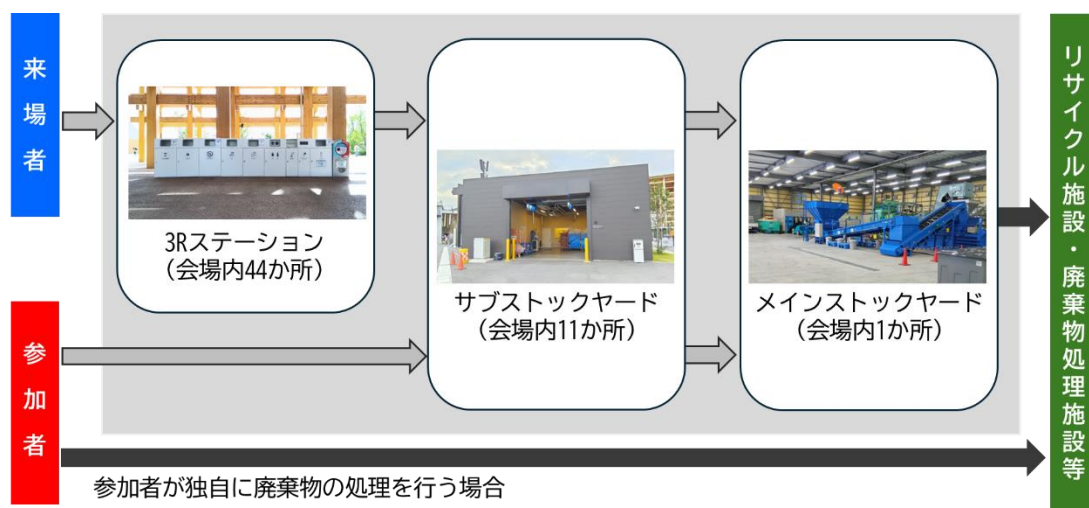 来場者
3Rステーション
（会場内44か所）
サブストックヤード
（会場内11か所）
メインストックヤード
（会場内1か所）
参加者
参加者が独自に廃棄物の処理を行う場合
リサイクル施設・廃棄物処理施設等